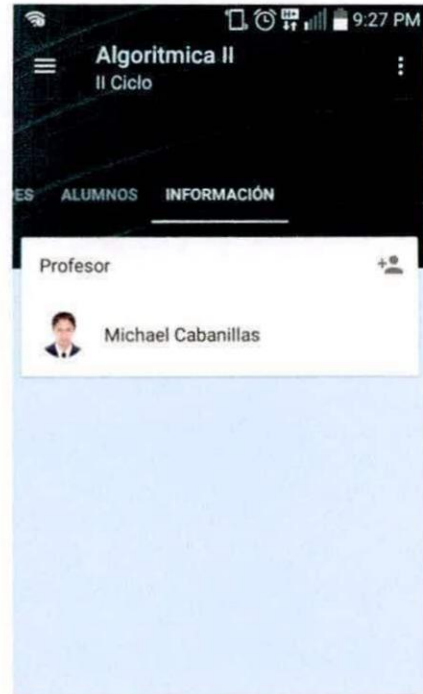 H+
9:27 PM
Algoritmica II
II Ciclo
ES ALUMNOS INFORMACIÓN
Profesor
Michael Cabanillas